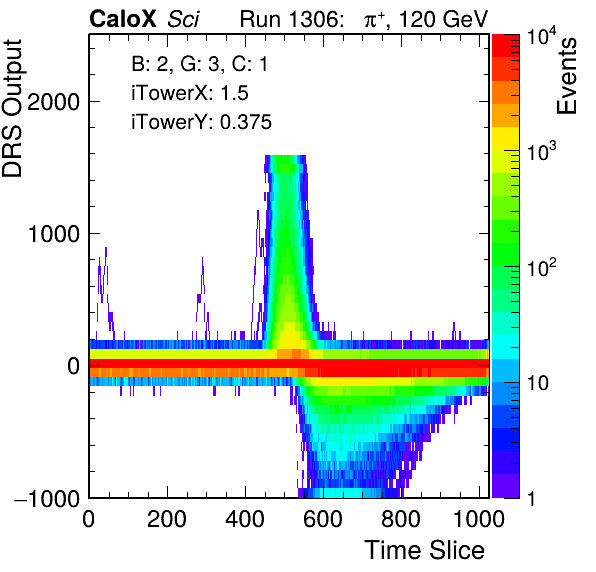 CaloX Sci Run 1306: π⁺, 120 GeV
B: 2, G: 3, C: 1
iTowerX: 1.5
iTowerY: 0.375
DRS Output
2000
1000
0
−1000
0 200 400 600 800 1000
Time Slice
Events
10⁴
10³
10²
10
1